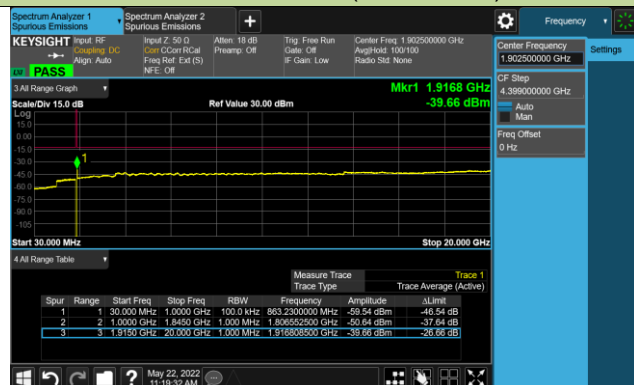 Spectrum Analyzer 1
Spurious Emissions
Spectrum Analyzer 2
Spurious Emissions
Frequency
KEYSIGHT
Input: RF
Coupling: DC
Align: Auto
Input Z: 50 Ω
Corr CCorr RCal
Freq Ref: Ext (S)
NFE: Off
Atten: 18 dB
Preamp: Off
Trig: Free Run
Gate: Off
IF Gain: Low
Center Freq: 1.902500000 GHz
Avg|Hold: 100/100
Radio Std: None
PASS
Center Frequency
1.902500000 GHz
Settings
CF Step
4.399000000 GHz
Auto
Man
Freq Offset
0 Hz
3 All Range Graph
Mkr1 1.9168 GHz
Scale/Div 15.0 dB
Ref Value 30.00 dBm
-39.66 dBm
Log
15.0
0.00
-15.0
-30.0
-45.0
-60.0
-75.0
-90.0
-105
1
Start 30.000 MHz
Stop 20.000 GHz
4 All Range Table
Measure Trace Trace 1
Trace Type Trace Average (Active)
Spur Range Start Freq Stop Freq RBW Frequency Amplitude ΔLimit
1 1 30.000 MHz 1.0000 GHz 100.0 kHz 863.2300000 MHz -59.54 dBm -46.54 dB
2 2 1.0000 GHz 1.8450 GHz 1.000 MHz 1.806552500 GHz -50.64 dBm -37.64 dB
3 3 1.9150 GHz 20.000 GHz 1.000 MHz 1.916808500 GHz -39.66 dBm -26.66 dB
May 22, 2022
11:19:32 AM